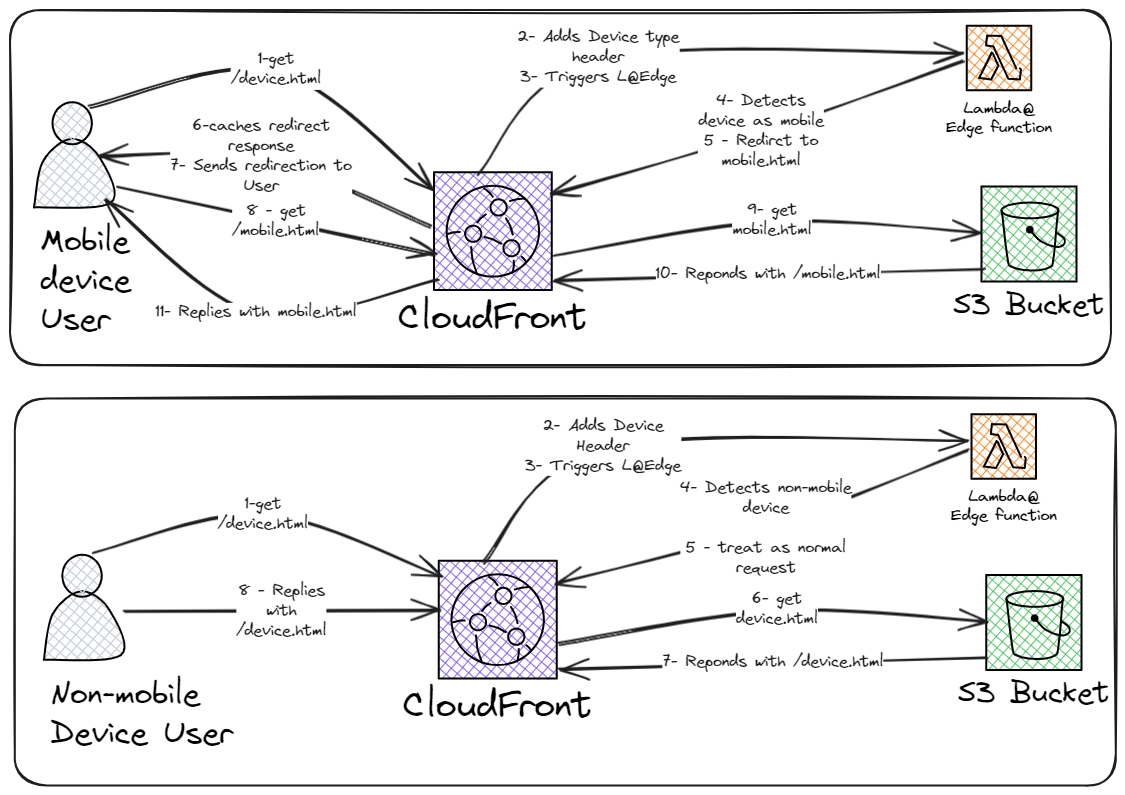 1-get
/device.html
2- Adds Device type
header
3- Triggers L@Edge
4- Detects
device as mobile
5 - Redirct to
mobile.html
Lambda@
Edge function
6-caches redirect
response
7- Sends redirection to
User
8 - get
/mobile.html
9- get
mobile.html
10- Reponds with /mobile.html
11- Replies with mobile.html
Mobile
device
User
CloudFront
S3 Bucket
1-get
/device.html
2- Adds Device
Header
3- Triggers L@Edge
4- Detects non-mobile
device
Lambda@
Edge function
5 - treat as normal
request
6- get
device.html
7- Reponds with /device.html
8 - Replies
with
/device.html
Non-mobile
Device User
CloudFront
S3 Bucket